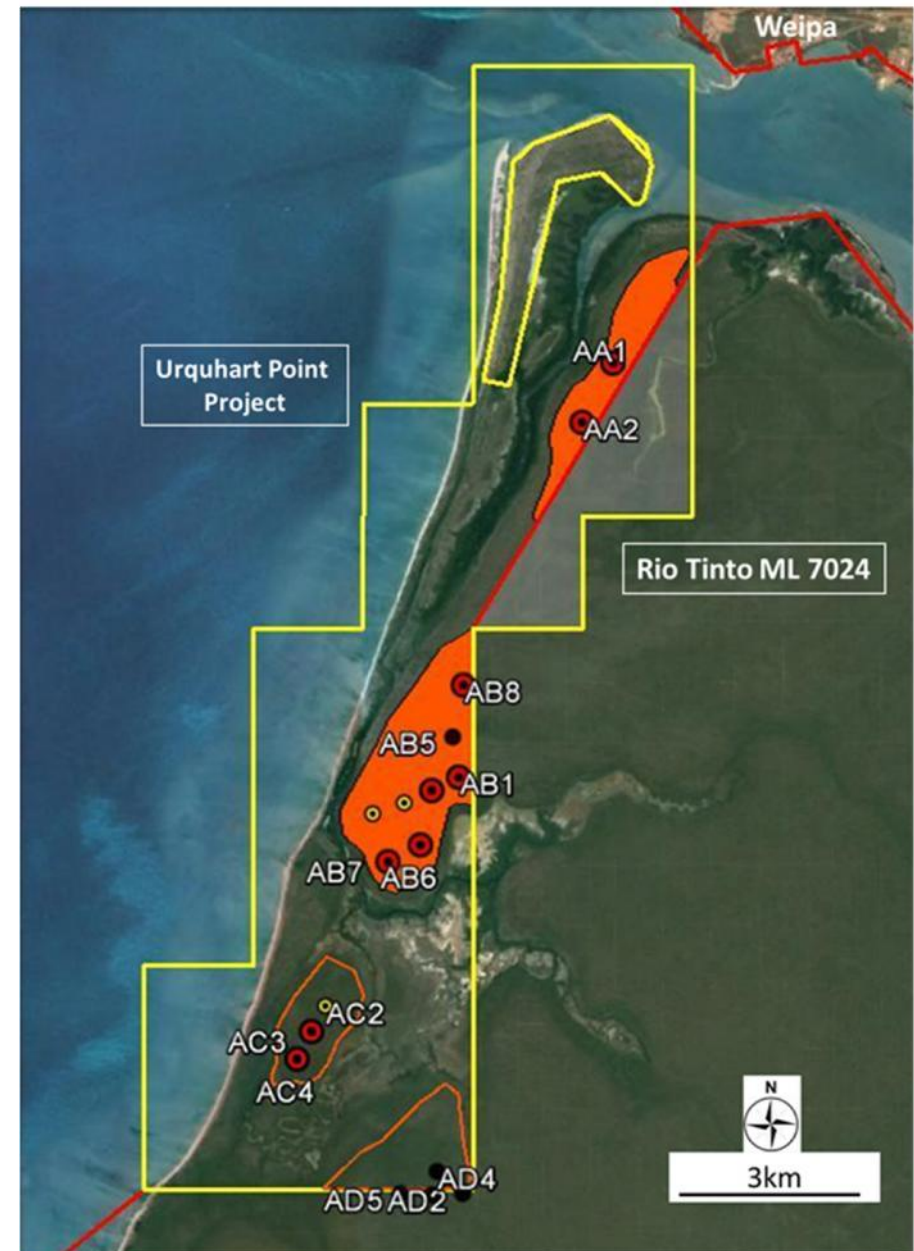 Weipa
Urquhart Point
Project
AA1
AA2
Rio Tinto ML 7024
AB8
AB5
AB1
AB7
AB6
AC2
AC3
AC4
AD4
AD5
AD2
N
3km